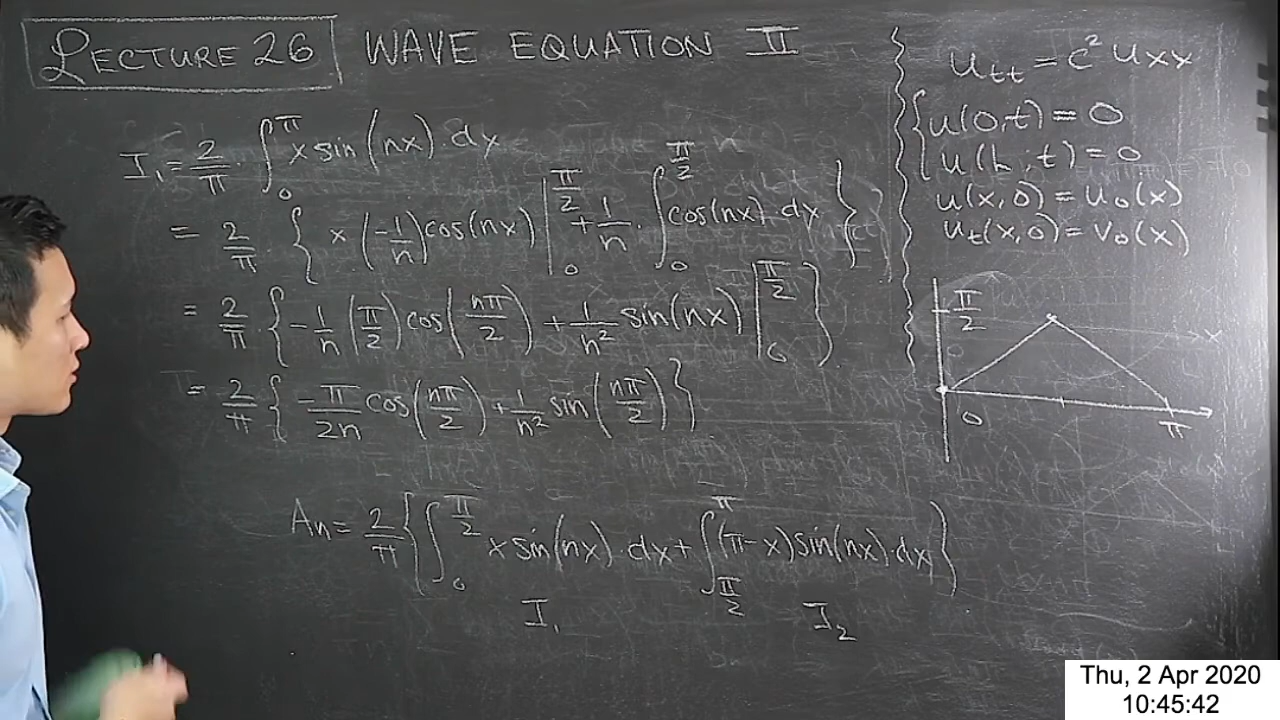 LECTURE 26 WAVE EQUATION II
I₁ = 2/π ∫₀^π x sin(nx)·dx
= 2/π { x(-1/n)cos(nx)|₀^{π/2} + 1/n · ∫₀^{π/2} cos(nx)·dx }
= 2/π · { -1/n (π/2) cos(nπ/2) + 1/n² sin(nx)|₀^{π/2} }
= 2/π { -π/2n cos(nπ/2) + 1/n² sin(nπ/2) }
An = 2/π { ∫₀^{π/2} x sin(nx)·dx + ∫_{π/2}^π (π-x) sin(nx)·dx }
I₁ I₂
u_tt = c² u_xx
u(0,t) = 0
u(L,t) = 0
u(x,0) = u₀(x)
u_t(x,0) = v₀(x)
π/2
0 π
Thu, 2 Apr 2020
10:45:42